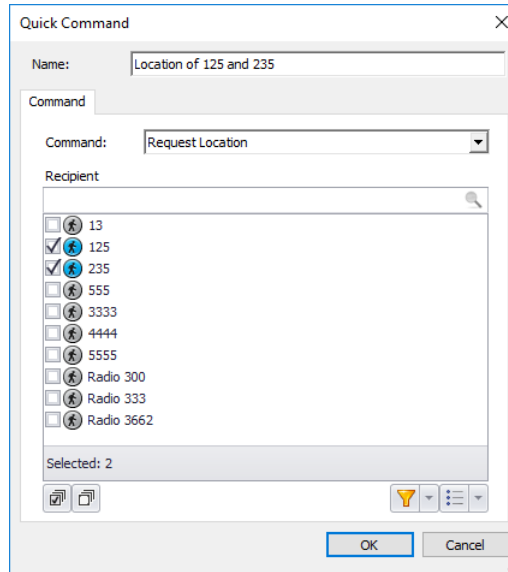 Quick Command
Name: Location of 125 and 235
Command
Command: Request Location
Recipient
13
125
235
555
3333
4444
5555
Radio 300
Radio 333
Radio 3662
Selected: 2
OK Cancel